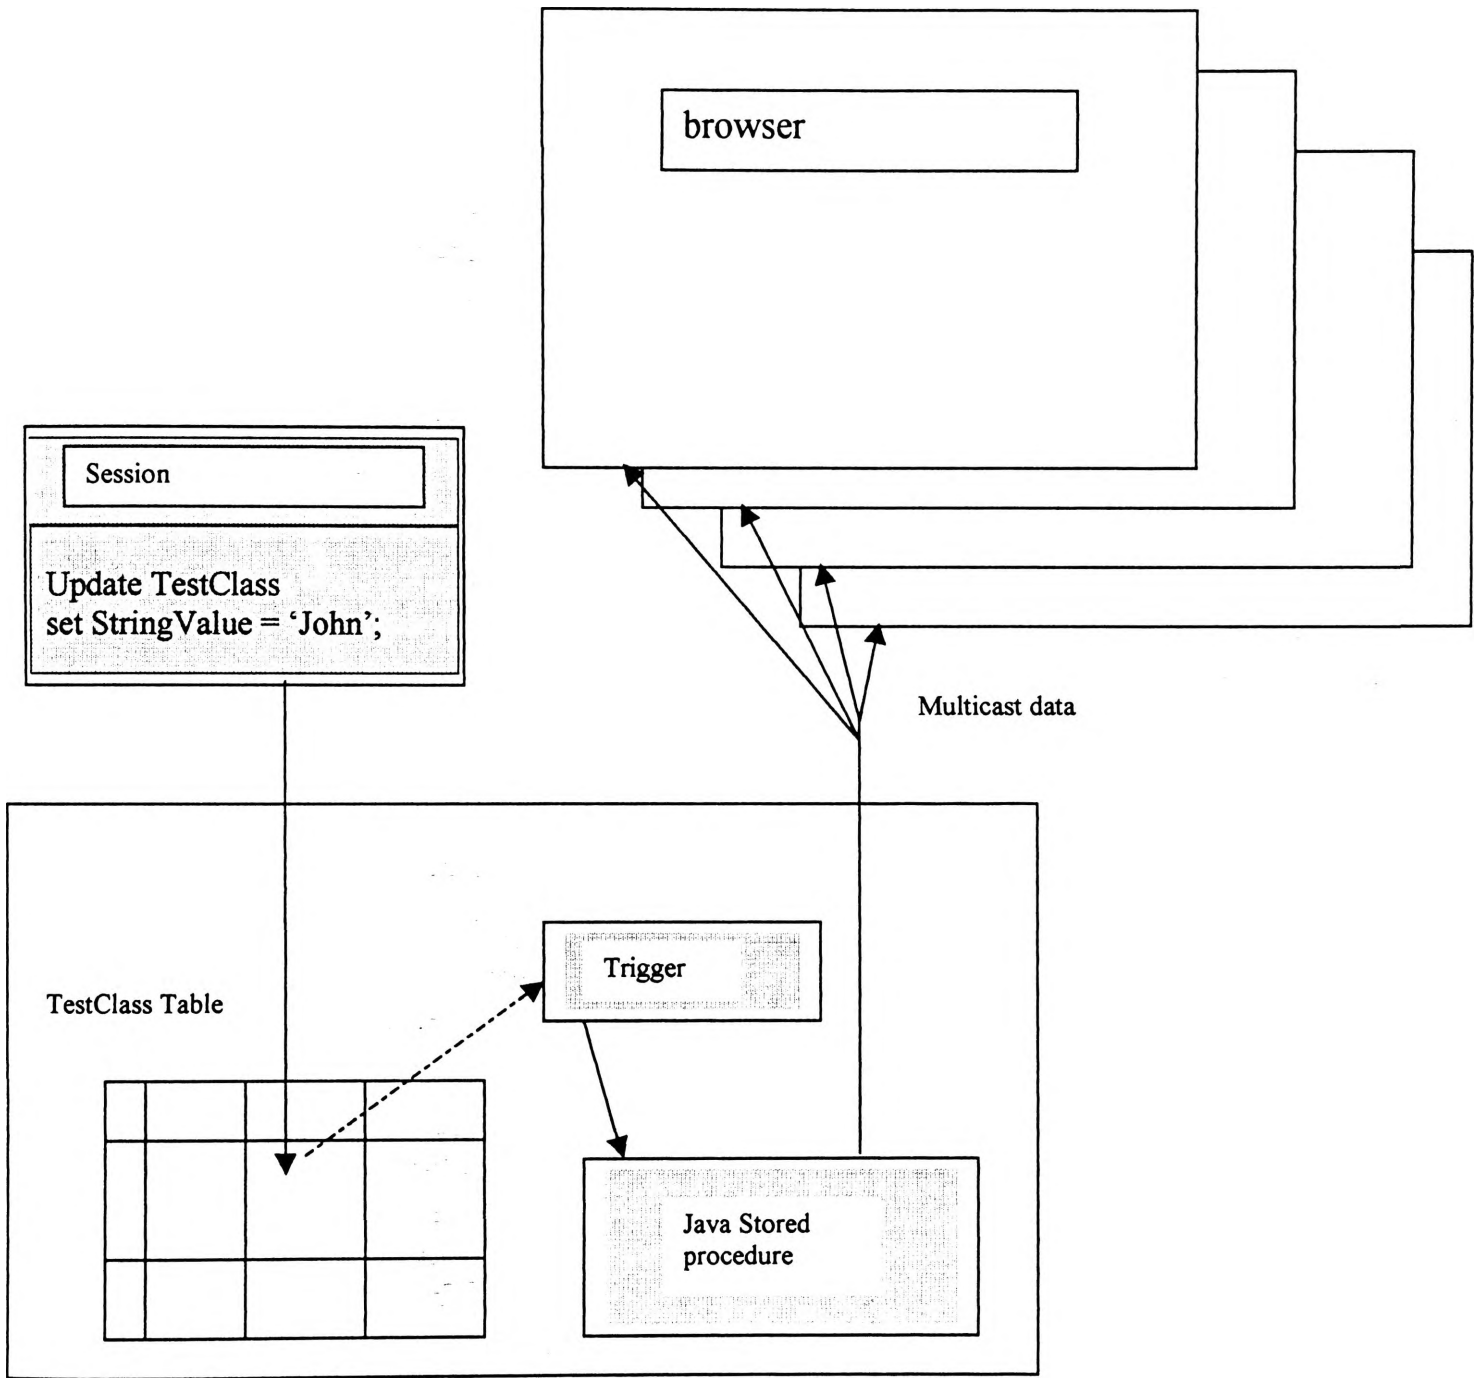 browser
Session
Update TestClass
set StringValue = ‘John’;
Multicast data
Trigger
TestClass Table
Java Stored
procedure